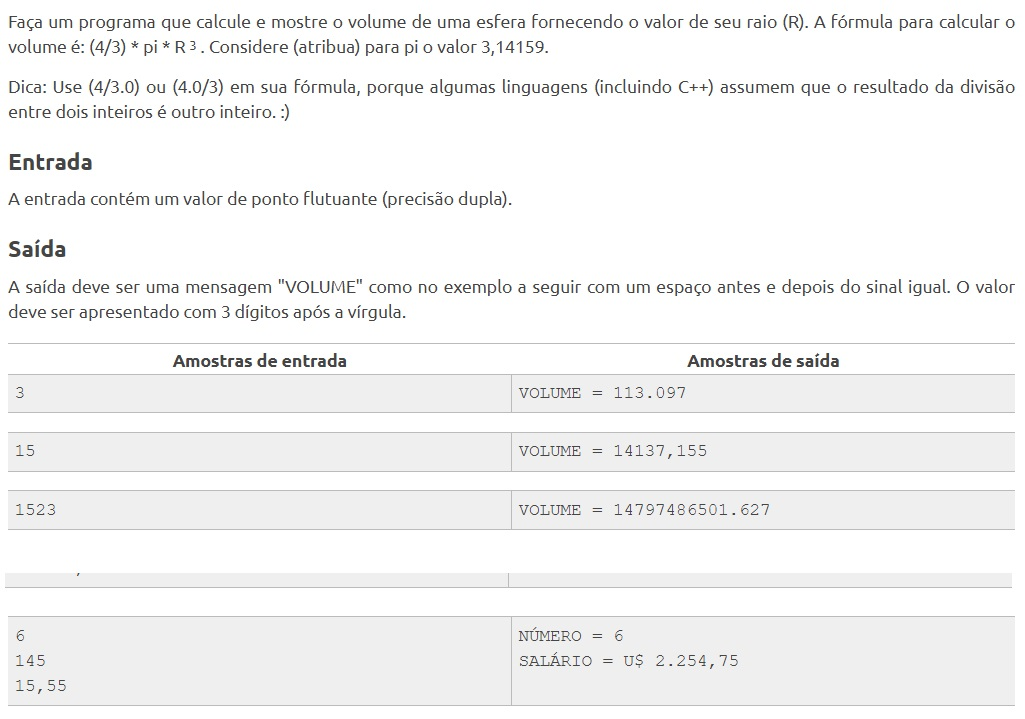 Faça um programa que calcule e mostre o volume de uma esfera fornecendo o valor de seu raio (R). A fórmula para calcular o
volume é: (4/3) * pi * R 3 . Considere (atribua) para pi o valor 3,14159.
Dica: Use (4/3.0) ou (4.0/3) em sua fórmula, porque algumas linguagens (incluindo C++) assumem que o resultado da divisão
entre dois inteiros é outro inteiro. :)
Entrada
A entrada contém um valor de ponto flutuante (precisão dupla).
Saída
A saída deve ser uma mensagem "VOLUME" como no exemplo a seguir com um espaço antes e depois do sinal igual. O valor
deve ser apresentado com 3 dígitos após a vírgula.
Amostras de entrada Amostras de saída
3 VOLUME = 113.097
15 VOLUME = 14137,155
1523 VOLUME = 14797486501.627
6 NÚMERO = 6
145 SALÁRIO = U$ 2.254,75
15,55